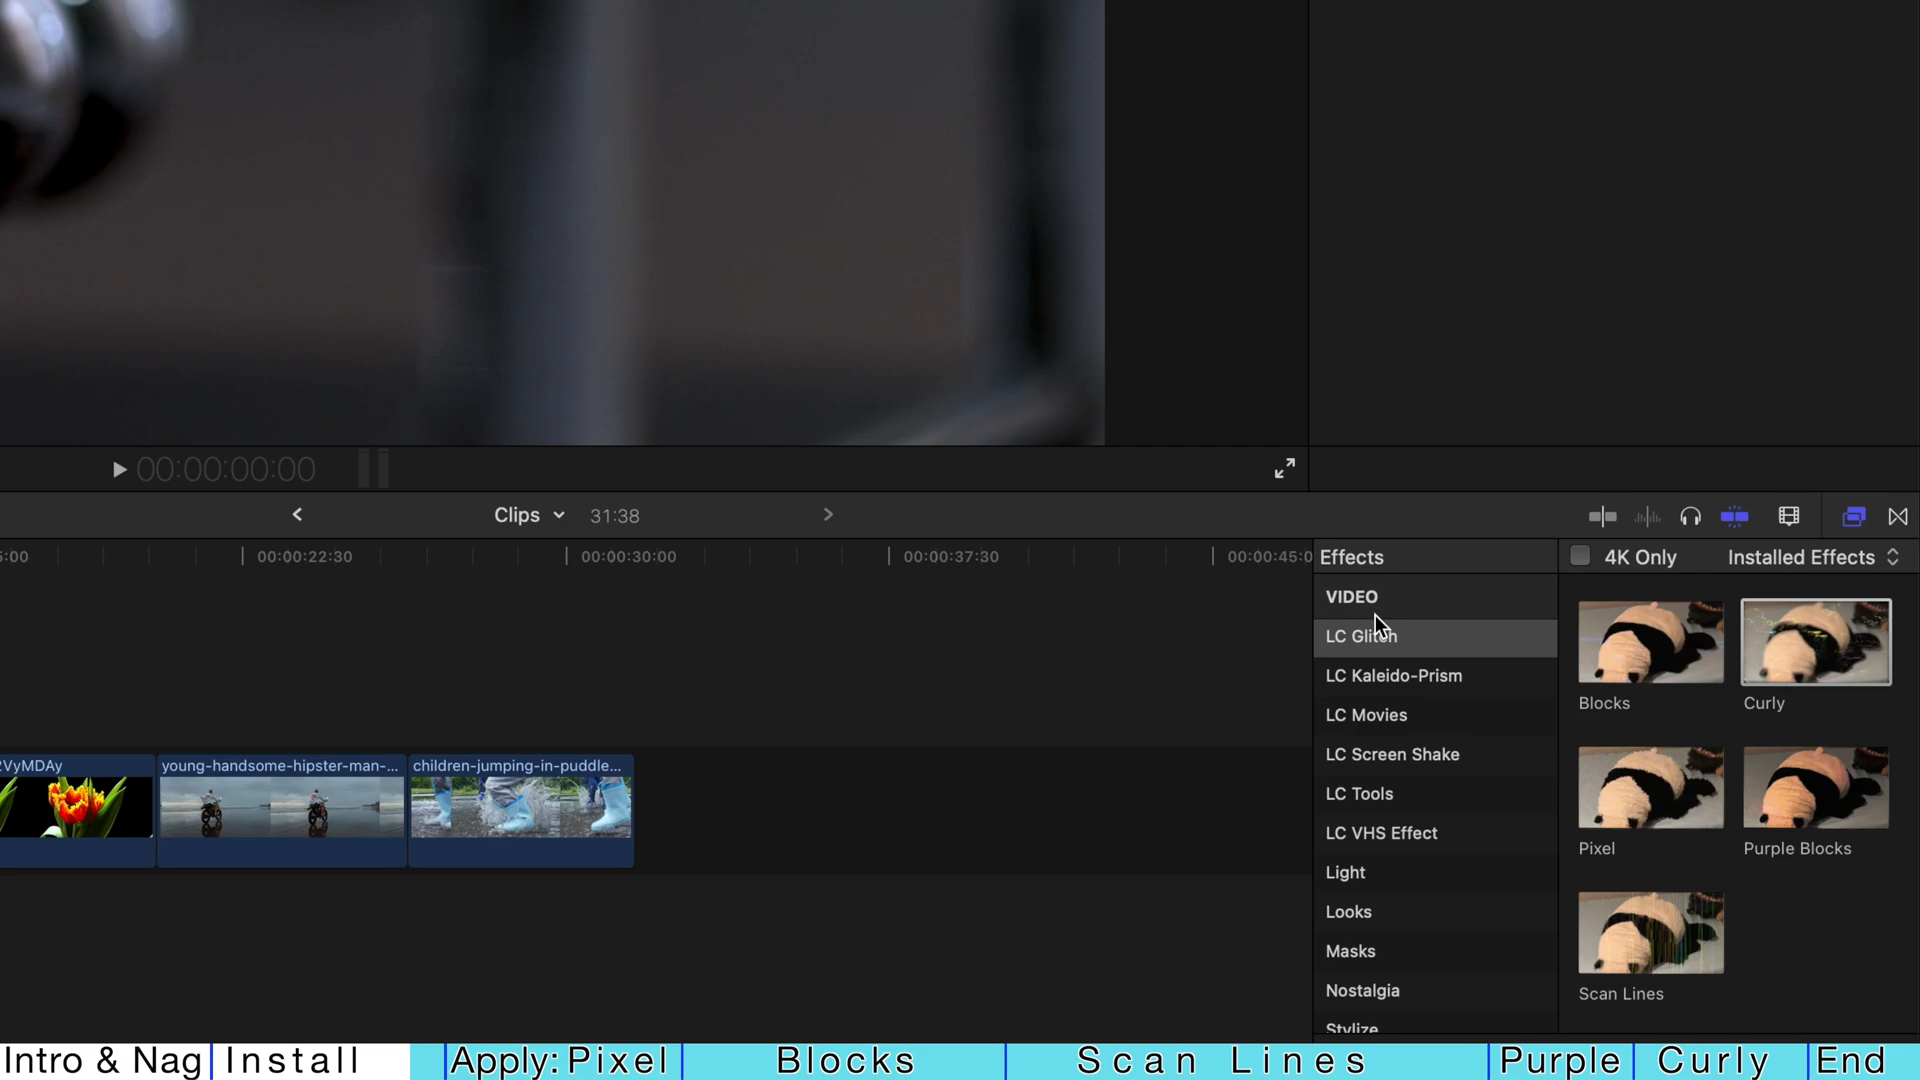 00:00:00:00
Clips 31:38
5:00 00:00:22:30 00:00:30:00 00:00:37:30 00:00:45:0
2VyMDAy
young-handsome-hipster-man-...
children-jumping-in-puddle...
Effects
VIDEO
LC Glitch
LC Kaleido-Prism
LC Movies
LC Screen Shake
LC Tools
LC VHS Effect
Light
Looks
Masks
Nostalgia
Stylize
4K Only Installed Effects
Blocks Curly
Pixel Purple Blocks
Scan Lines
Intro & Nag Install Apply: Pixel Blocks Scan Lines Purple Curly End